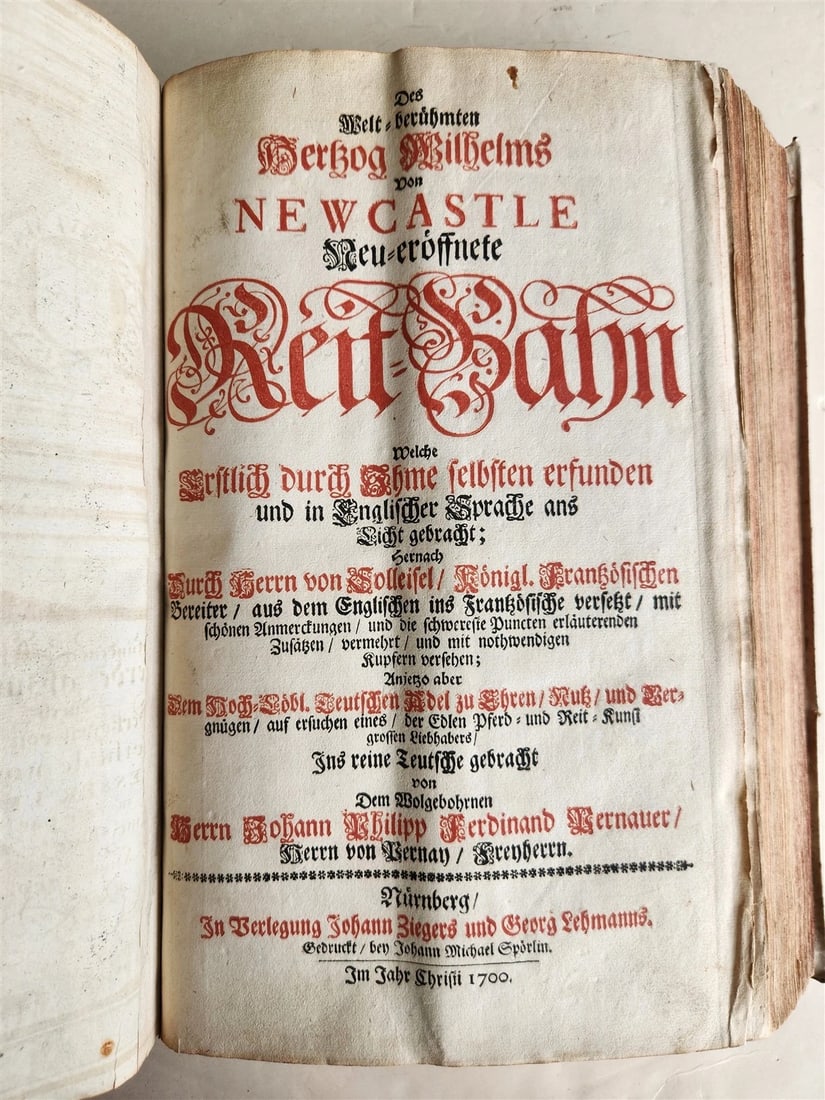 Des
Welt-berühmten
Hertzog Wilhelms
von
NEWCASTLE
Neu-eröffnete
Reit-Bahn
Welche
Erstlich durch Ihme selbsten erfunden
und in Englischer Sprache ans
Licht gebracht;
Hernach
Durch Herrn von Solleisel/ Königl. Frantzösischen
Bereiter/ aus dem Englischen ins Frantzösische versetzt/ mit
schönen Anmerckungen/ und die schwereste Puncten erläuterenden
Zusätzen/ vermehrt/ und mit nothwendigen
Kupfern versehen;
Anjetzo aber
Dem Hoch-Löbl. Teutschen Adel zu Ehren/ Nutz/ und Ver-
gnügen/ auf ersuchen eines/ der Edlen Pferd- und Reit-Kunst
grossen Liebhabers/
Ins reine Teutsche gebracht
von
Dem Wolgebohrnen
Herrn Johann Philipp Ferdinand Pernauer/
Herrn von Pernay/ Freyherrn.
Nürnberg/
In Verlegung Johann Ziegers und Georg Lehmanns.
Gedruckt/ bey Johann Michael Spörlin.
Im Jahr Christi 1700.